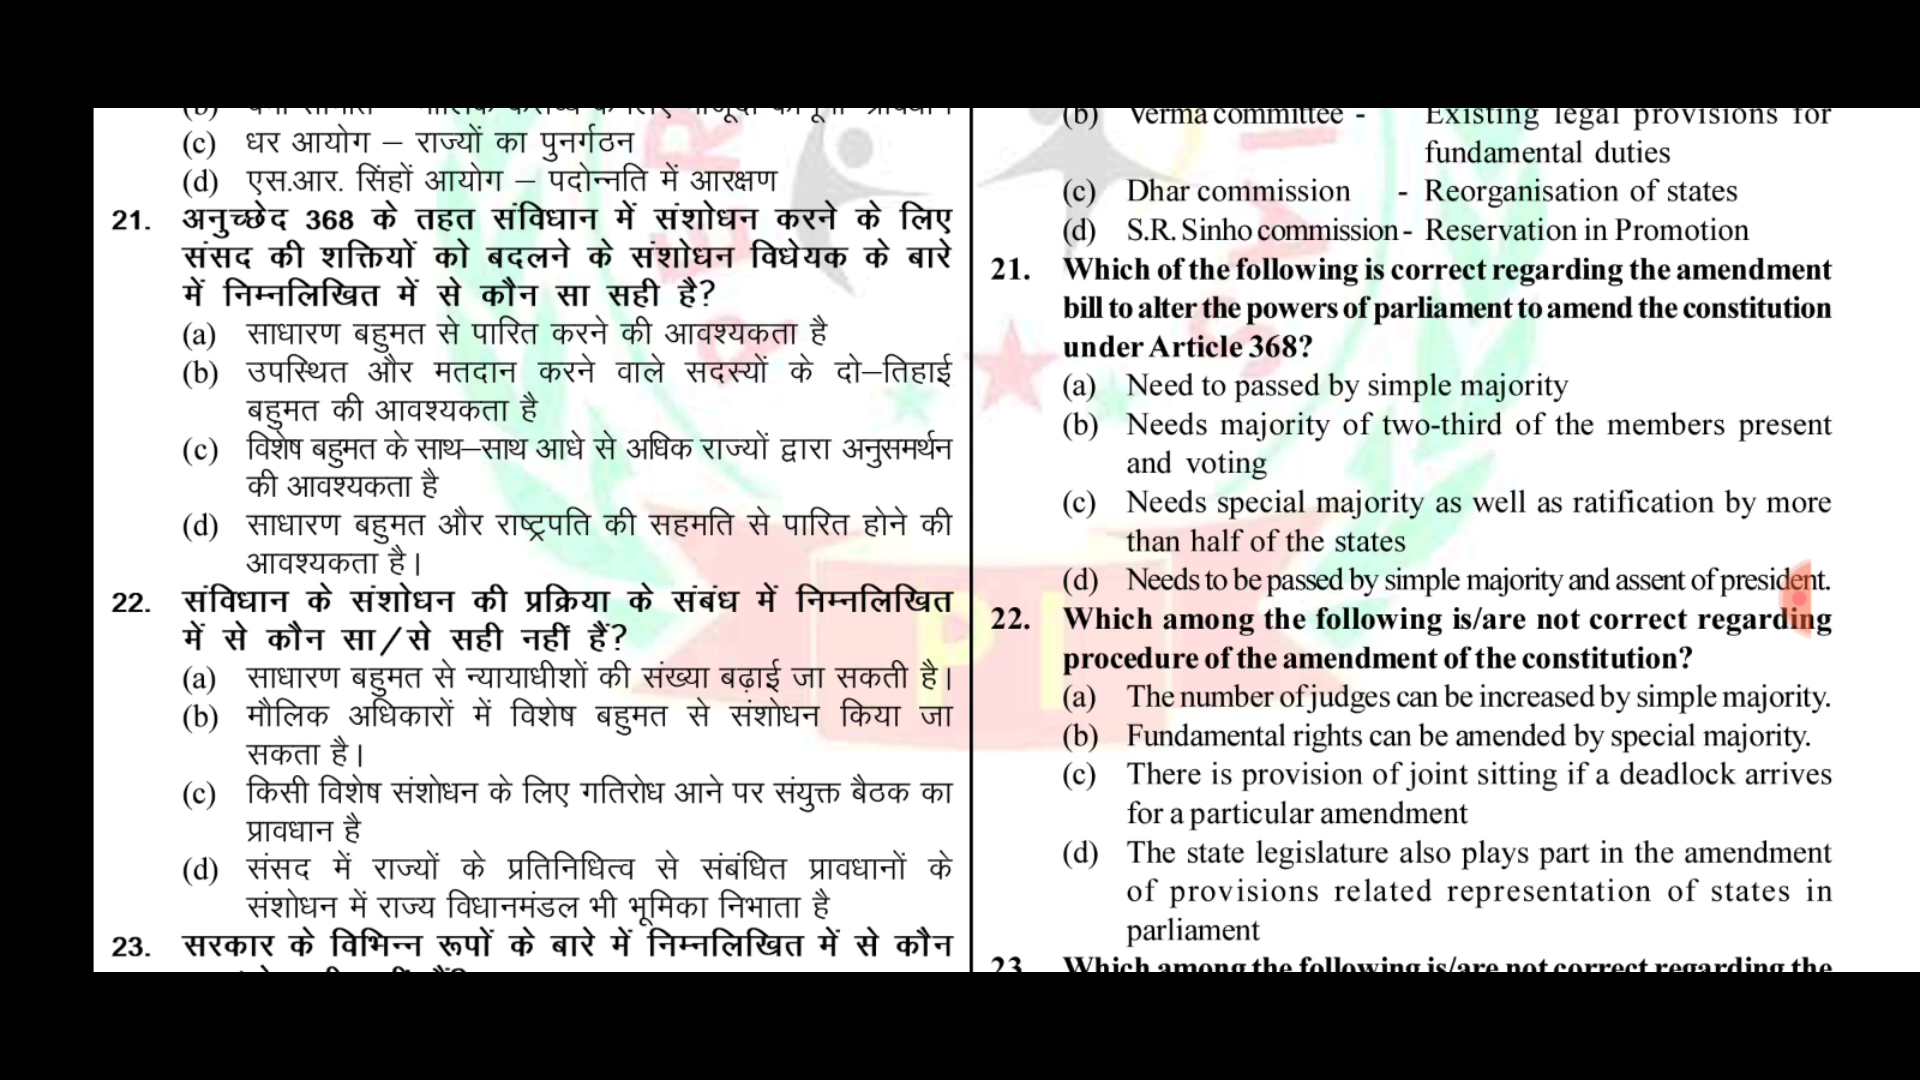 (c) धर आयोग – राज्यों का पुनर्गठन
(d) एस.आर. सिंहों आयोग – पदोन्नति में आरक्षण
21. अनुच्छेद 368 के तहत संविधान में संशोधन करने के लिए
संसद की शक्तियों को बदलने के संशोधन विधेयक के बारे
में निम्नलिखित में से कौन सा सही है?
(a) साधारण बहुमत से पारित करने की आवश्यकता है
(b) उपस्थित और मतदान करने वाले सदस्यों के दो–तिहाई
बहुमत की आवश्यकता है
(c) विशेष बहुमत के साथ–साथ आधे से अधिक राज्यों द्वारा अनुसमर्थन
की आवश्यकता है
(d) साधारण बहुमत और राष्ट्रपति की सहमति से पारित होने की
आवश्यकता है।
22. संविधान के संशोधन की प्रक्रिया के संबंध में निम्नलिखित
में से कौन सा/से सही नहीं हैं?
(a) साधारण बहुमत से न्यायाधीशों की संख्या बढ़ाई जा सकती है।
(b) मौलिक अधिकारों में विशेष बहुमत से संशोधन किया जा
सकता है।
(c) किसी विशेष संशोधन के लिए गतिरोध आने पर संयुक्त बैठक का
प्रावधान है
(d) संसद में राज्यों के प्रतिनिधित्व से संबंधित प्रावधानों के
संशोधन में राज्य विधानमंडल भी भूमिका निभाता है
23. सरकार के विभिन्न रूपों के बारे में निम्नलिखित में से कौन
(b) Verma committee - Existing legal provisions for
fundamental duties
(c) Dhar commission - Reorganisation of states
(d) S.R. Sinho commission - Reservation in Promotion
21. Which of the following is correct regarding the amendment
bill to alter the powers of parliament to amend the constitution
under Article 368?
(a) Need to passed by simple majority
(b) Needs majority of two-third of the members present
and voting
(c) Needs special majority as well as ratification by more
than half of the states
(d) Needs to be passed by simple majority and assent of president.
22. Which among the following is/are not correct regarding
procedure of the amendment of the constitution?
(a) The number of judges can be increased by simple majority.
(b) Fundamental rights can be amended by special majority.
(c) There is provision of joint sitting if a deadlock arrives
for a particular amendment
(d) The state legislature also plays part in the amendment
of provisions related representation of states in
parliament
23. Which among the following is/are not correct regarding the